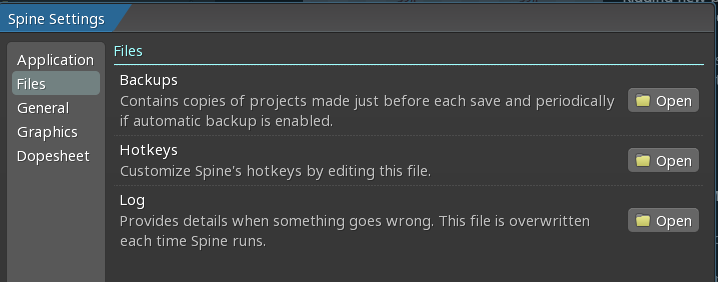 Spine Settings
Application
Files
General
Graphics
Dopesheet
Files
Backups
Contains copies of projects made just before each save and periodically
if automatic backup is enabled.
Open
Hotkeys
Customize Spine's hotkeys by editing this file.
Open
Log
Provides details when something goes wrong. This file is overwritten
each time Spine runs.
Open